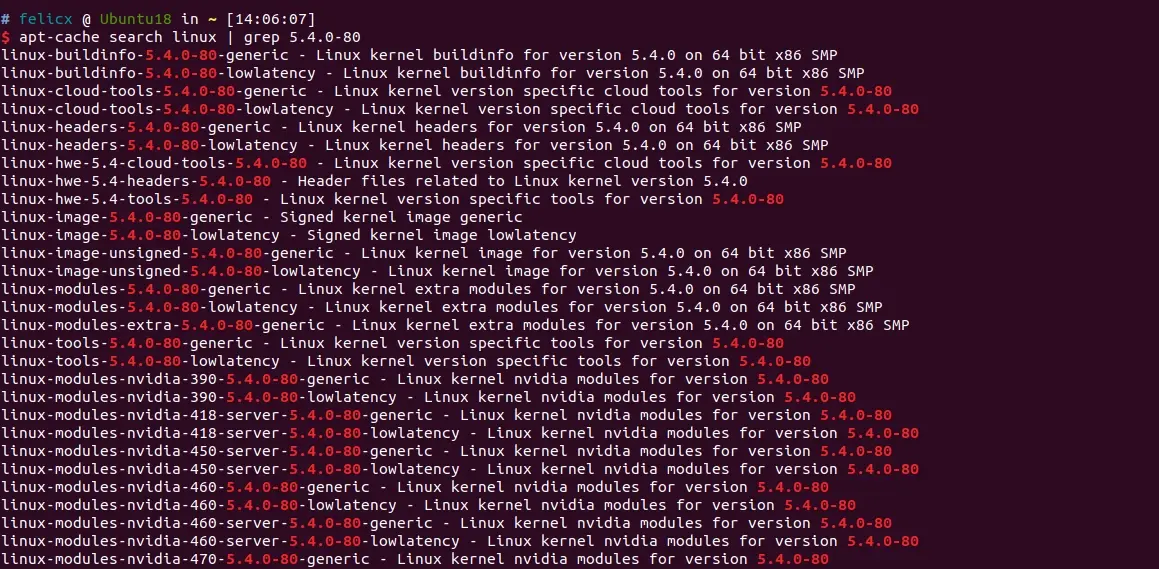 # felicx @ Ubuntu18 in ~ [14:06:07]
$ apt-cache search linux | grep 5.4.0-80
linux-buildinfo-5.4.0-80-generic - Linux kernel buildinfo for version 5.4.0 on 64 bit x86 SMP
linux-buildinfo-5.4.0-80-lowlatency - Linux kernel buildinfo for version 5.4.0 on 64 bit x86 SMP
linux-cloud-tools-5.4.0-80-generic - Linux kernel version specific cloud tools for version 5.4.0-80
linux-cloud-tools-5.4.0-80-lowlatency - Linux kernel version specific cloud tools for version 5.4.0-80
linux-headers-5.4.0-80-generic - Linux kernel headers for version 5.4.0 on 64 bit x86 SMP
linux-headers-5.4.0-80-lowlatency - Linux kernel headers for version 5.4.0 on 64 bit x86 SMP
linux-hwe-5.4-cloud-tools-5.4.0-80 - Linux kernel version specific cloud tools for version 5.4.0-80
linux-hwe-5.4-headers-5.4.0-80 - Header files related to Linux kernel version 5.4.0
linux-hwe-5.4-tools-5.4.0-80 - Linux kernel version specific tools for version 5.4.0-80
linux-image-5.4.0-80-generic - Signed kernel image generic
linux-image-5.4.0-80-lowlatency - Signed kernel image lowlatency
linux-image-unsigned-5.4.0-80-generic - Linux kernel image for version 5.4.0 on 64 bit x86 SMP
linux-image-unsigned-5.4.0-80-lowlatency - Linux kernel image for version 5.4.0 on 64 bit x86 SMP
linux-modules-5.4.0-80-generic - Linux kernel extra modules for version 5.4.0 on 64 bit x86 SMP
linux-modules-5.4.0-80-lowlatency - Linux kernel extra modules for version 5.4.0 on 64 bit x86 SMP
linux-modules-extra-5.4.0-80-generic - Linux kernel extra modules for version 5.4.0 on 64 bit x86 SMP
linux-tools-5.4.0-80-generic - Linux kernel version specific tools for version 5.4.0-80
linux-tools-5.4.0-80-lowlatency - Linux kernel version specific tools for version 5.4.0-80
linux-modules-nvidia-390-5.4.0-80-generic - Linux kernel nvidia modules for version 5.4.0-80
linux-modules-nvidia-390-5.4.0-80-lowlatency - Linux kernel nvidia modules for version 5.4.0-80
linux-modules-nvidia-418-server-5.4.0-80-generic - Linux kernel nvidia modules for version 5.4.0-80
linux-modules-nvidia-418-server-5.4.0-80-lowlatency - Linux kernel nvidia modules for version 5.4.0-80
linux-modules-nvidia-450-server-5.4.0-80-generic - Linux kernel nvidia modules for version 5.4.0-80
linux-modules-nvidia-450-server-5.4.0-80-lowlatency - Linux kernel nvidia modules for version 5.4.0-80
linux-modules-nvidia-460-5.4.0-80-generic - Linux kernel nvidia modules for version 5.4.0-80
linux-modules-nvidia-460-5.4.0-80-lowlatency - Linux kernel nvidia modules for version 5.4.0-80
linux-modules-nvidia-460-server-5.4.0-80-generic - Linux kernel nvidia modules for version 5.4.0-80
linux-modules-nvidia-460-server-5.4.0-80-lowlatency - Linux kernel nvidia modules for version 5.4.0-80
linux-modules-nvidia-470-5.4.0-80-generic - Linux kernel nvidia modules for version 5.4.0-80